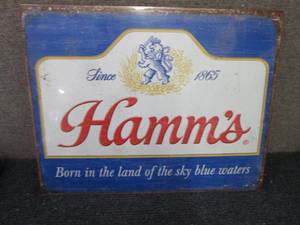 Since 1865
Hamm's®
Born in the land of the sky blue waters